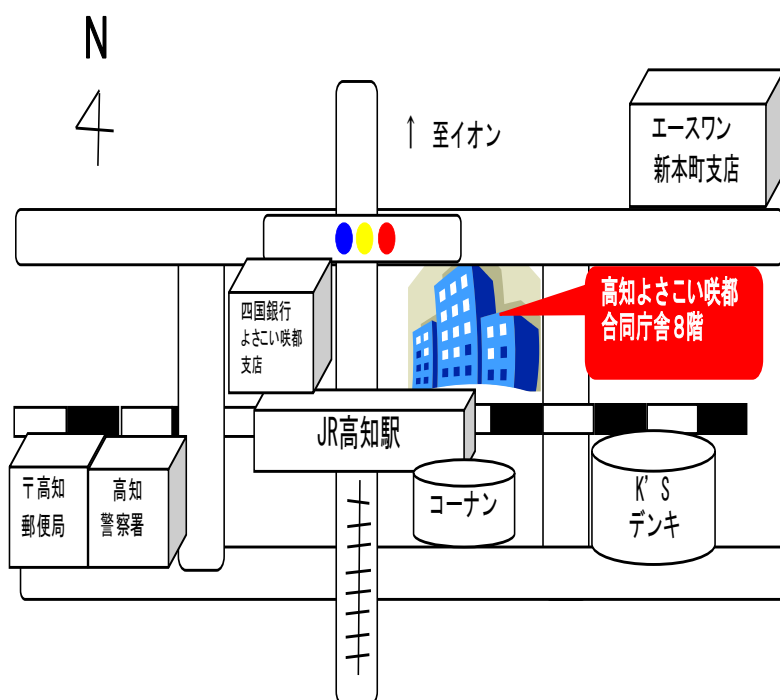 N
↑ 至イオン
エースワン
新本町支店
高知よさこい咲都
合同庁舎８階
四国銀行
よさこい咲都
支店
JR高知駅
〒高知
郵便局
高知
警察署
コーナン
K’S
デンキ